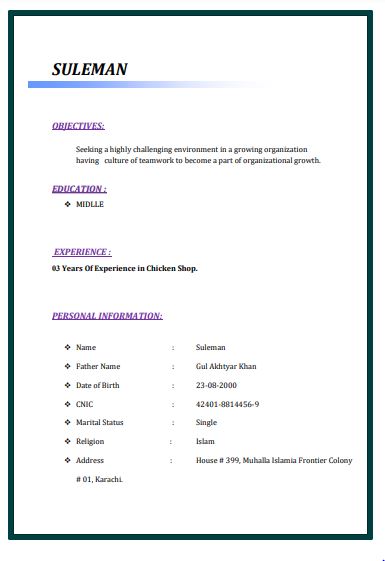 SULEMAN
OBJECTIVES:
Seeking a highly challenging environment in a growing organization
having culture of teamwork to become a part of organizational growth.
EDUCATION :
❖ MIDLLE
EXPERIENCE :
03 Years Of Experience in Chicken Shop.
PERSONAL INFORMATION:
❖ Name : Suleman
❖ Father Name : Gul Akhtyar Khan
❖ Date of Birth : 23-08-2000
❖ CNIC : 42401-8814456-9
❖ Marital Status : Single
❖ Religion : Islam
❖ Address : House # 399, Muhalla Islamia Frontier Colony
# 01, Karachi.